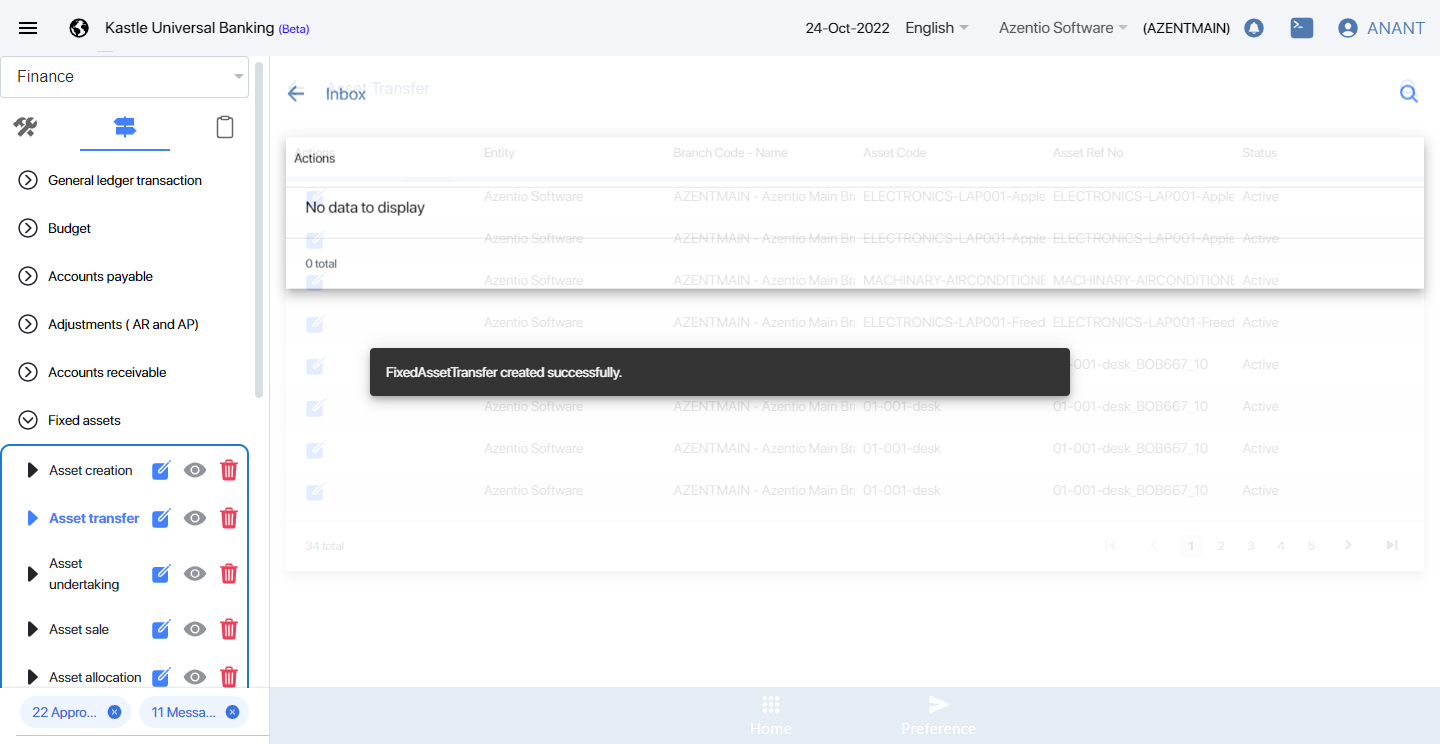 Kastle Universal Banking (Beta)
24-Oct-2022
English
Azentio Software
(AZENTMAIN)
ANANT
Finance
General ledger transaction
Budget
Accounts payable
Adjustments ( AR and AP)
Accounts receivable
Fixed assets
Asset creation
Asset transfer
Asset
undertaking
Asset sale
Asset allocation
22 Appro...
11 Messa...
Asset Transfer
Inbox
Actions Entity Branch Code - Name Asset Code Asset Ref No Status
Actions
Azentio Software AZENTMAIN - Azentio Main Br ELECTRONICS-LAP001-Apple ELECTRONICS-LAP001-Apple Active
No data to display
Azentio Software AZENTMAIN - Azentio Main Br ELECTRONICS-LAP001-Apple ELECTRONICS-LAP001-Apple Active
0 total
Azentio Software AZENTMAIN - Azentio Main Br MACHINARY-AIRCONDITIONE MACHINARY-AIRCONDITIONE Active
Azentio Software AZENTMAIN - Azentio Main Br ELECTRONICS-LAP001-Freed ELECTRONICS-LAP001-Freed Active
-001-desk_BOB667_10 Active
FixedAssetTransfer created successfully.
Azentio Software AZENTMAIN - Azentio Main Br 01-001-desk 01-001-desk_BOB667_10 Active
Azentio Software AZENTMAIN - Azentio Main Br 01-001-desk 01-001-desk_BOB667_10 Active
Azentio Software AZENTMAIN - Azentio Main Br 01-001-desk 01-001-desk_BOB667_10 Active
34 total
1 2 3 4 5
Home
Preference